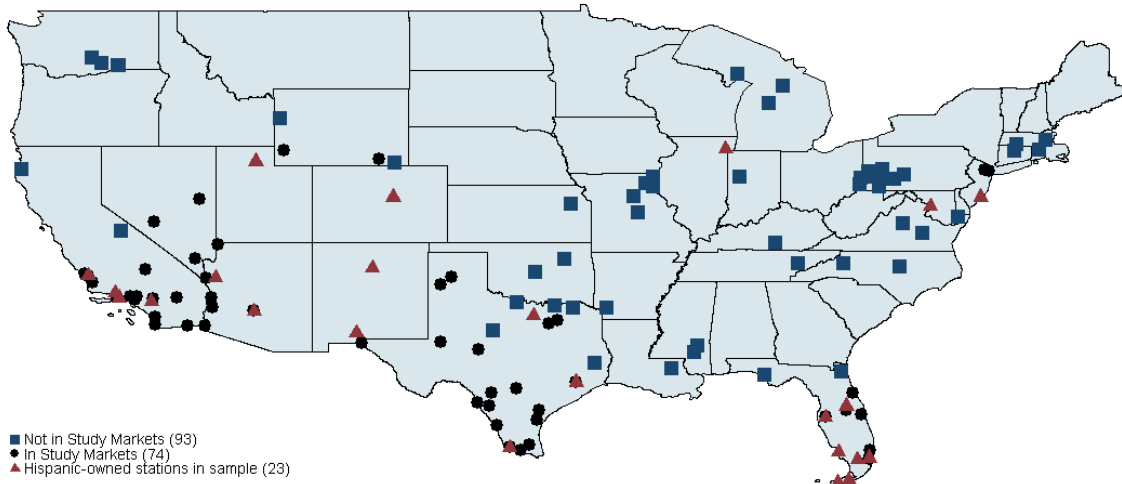 Not in Study Markets (93)
In Study Markets (74)
Hispanic-owned stations in sample (23)